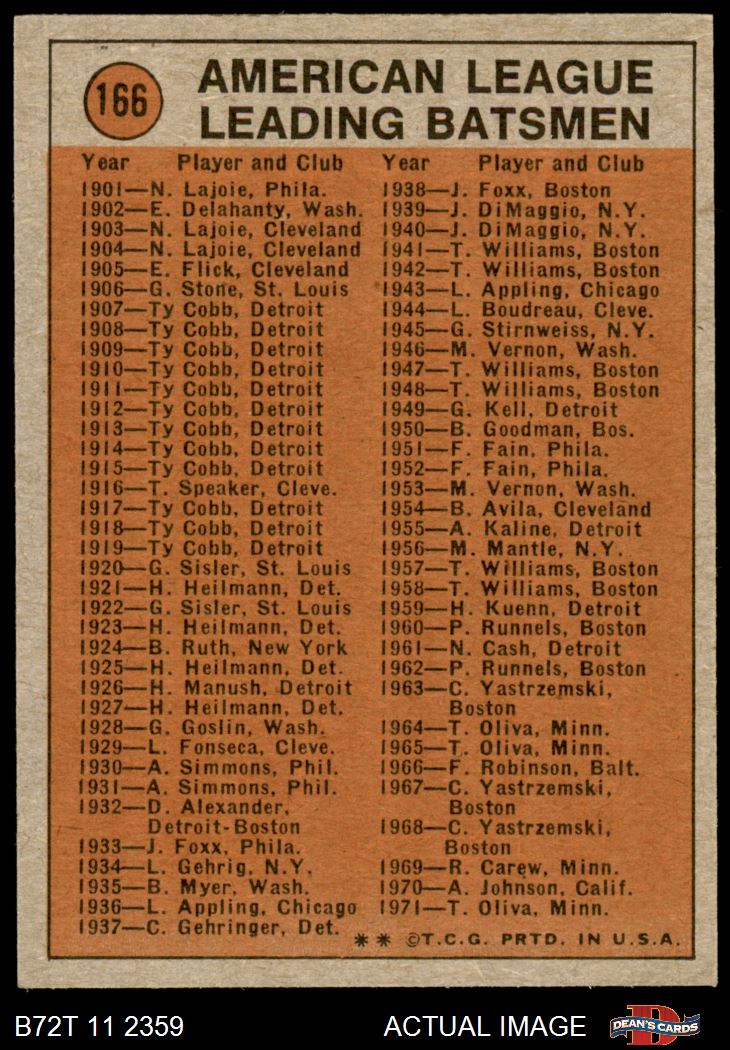 166
AMERICAN LEAGUE
LEADING BATSMEN
Year Player and Club
1901—N. Lajoie, Phila.
1902—E. Delahanty, Wash.
1903—N. Lajoie, Cleveland
1904—N. Lajoie, Cleveland
1905—E. Flick, Cleveland
1906—G. Stone, St. Louis
1907—Ty Cobb, Detroit
1908—Ty Cobb, Detroit
1909—Ty Cobb, Detroit
1910—Ty Cobb, Detroit
1911—Ty Cobb, Detroit
1912—Ty Cobb, Detroit
1913—Ty Cobb, Detroit
1914—Ty Cobb, Detroit
1915—Ty Cobb, Detroit
1916—T. Speaker, Cleve.
1917—Ty Cobb, Detroit
1918—Ty Cobb, Detroit
1919—Ty Cobb, Detroit
1920—G. Sisler, St. Louis
1921—H. Heilmann, Det.
1922—G. Sisler, St. Louis
1923—H. Heilmann, Det.
1924—B. Ruth, New York
1925—H. Heilmann, Det.
1926—H. Manush, Detroit
1927—H. Heilmann, Det.
1928—G. Goslin, Wash.
1929—L. Fonseca, Cleve.
1930—A. Simmons, Phil.
1931—A. Simmons, Phil.
1932—D. Alexander,
Detroit-Boston
1933—J. Foxx, Phila.
1934—L. Gehrig, N.Y.
1935—B. Myer, Wash.
1936—L. Appling, Chicago
1937—C. Gehringer, Det.
Year Player and Club
1938—J. Foxx, Boston
1939—J. DiMaggio, N.Y.
1940—J. DiMaggio, N.Y.
1941—T. Williams, Boston
1942—T. Williams, Boston
1943—L. Appling, Chicago
1944—L. Boudreau, Cleve.
1945—G. Stirnweiss, N.Y.
1946—M. Vernon, Wash.
1947—T. Williams, Boston
1948—T. Williams, Boston
1949—G. Kell, Detroit
1950—B. Goodman, Bos.
1951—F. Fain, Phila.
1952—F. Fain, Phila.
1953—M. Vernon, Wash.
1954—B. Avila, Cleveland
1955—A. Kaline, Detroit
1956—M. Mantle, N.Y.
1957—T. Williams, Boston
1958—T. Williams, Boston
1959—H. Kuenn, Detroit
1960—P. Runnels, Boston
1961—N. Cash, Detroit
1962—P. Runnels, Boston
1963—C. Yastrzemski,
Boston
1964—T. Oliva, Minn.
1965—T. Oliva, Minn.
1966—F. Robinson, Balt.
1967—C. Yastrzemski,
Boston
1968—C. Yastrzemski,
Boston
1969—R. Carew, Minn.
1970—A. Johnson, Calif.
1971—T. Oliva, Minn.
** ©T.C.G. PRTD. IN U.S.A.
B72T 11 2359 ACTUAL IMAGE
D
DEAN'S CARDS